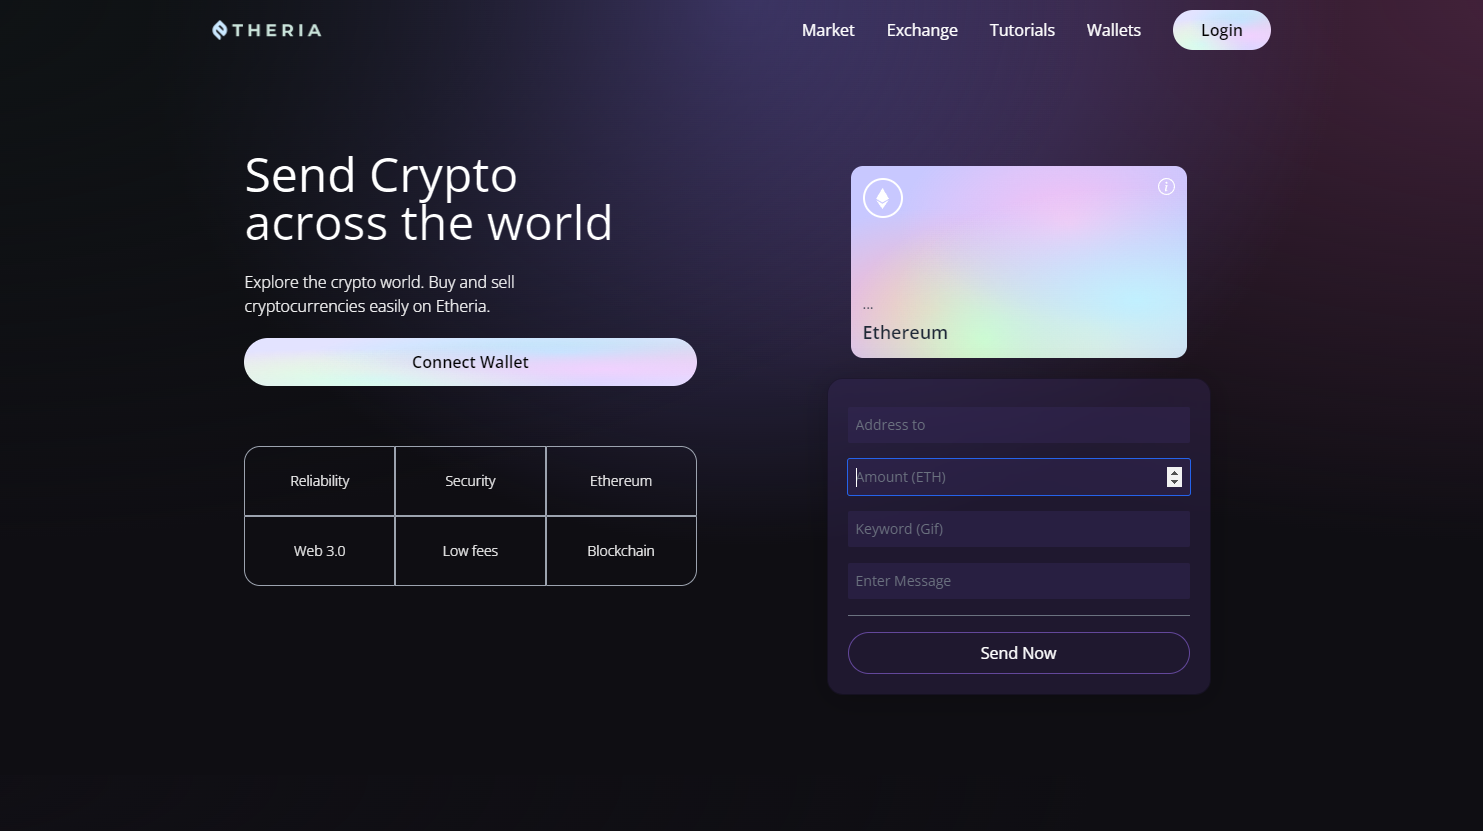 THERIA
Market
Exchange
Tutorials
Wallets
Login
Send Crypto
across the world
Explore the crypto world. Buy and sell
cryptocurrencies easily on Etheria.
Connect Wallet
Reliability
Security
Ethereum
Web 3.0
Low fees
Blockchain
i
...
Ethereum
Address to
Amount (ETH)
Keyword (Gif)
Enter Message
Send Now